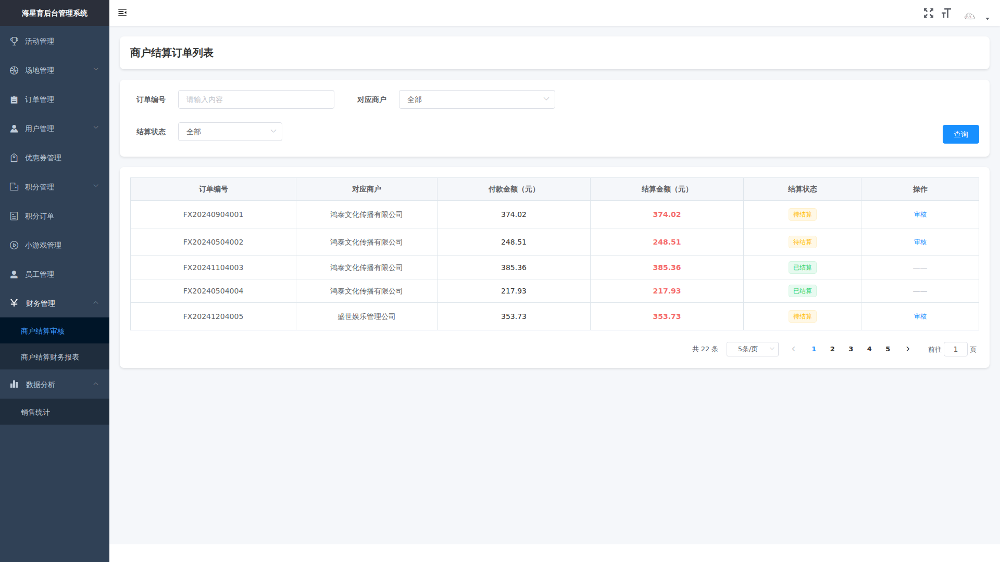 海星育后台管理系统
活动管理
场地管理
订单管理
用户管理
优惠券管理
积分管理
积分订单
小游戏管理
员工管理
财务管理
商户结算审核
商户结算财务报表
数据分析
销售统计
商户结算订单列表
订单编号 请输入内容 对应商户 全部
结算状态 全部 查询
订单编号 对应商户 付款金额（元） 结算金额（元） 结算状态 操作
FX20240904001 鸿泰文化传播有限公司 374.02 374.02 待结算 审核
FX20240504002 鸿泰文化传播有限公司 248.51 248.51 待结算 审核
FX20241104003 鸿泰文化传播有限公司 385.36 385.36 已结算 ——
FX20240504004 鸿泰文化传播有限公司 217.93 217.93 已结算 ——
FX20241204005 盛世娱乐管理公司 353.73 353.73 待结算 审核
共 22 条 5条/页 1 2 3 4 5 前往 1 页